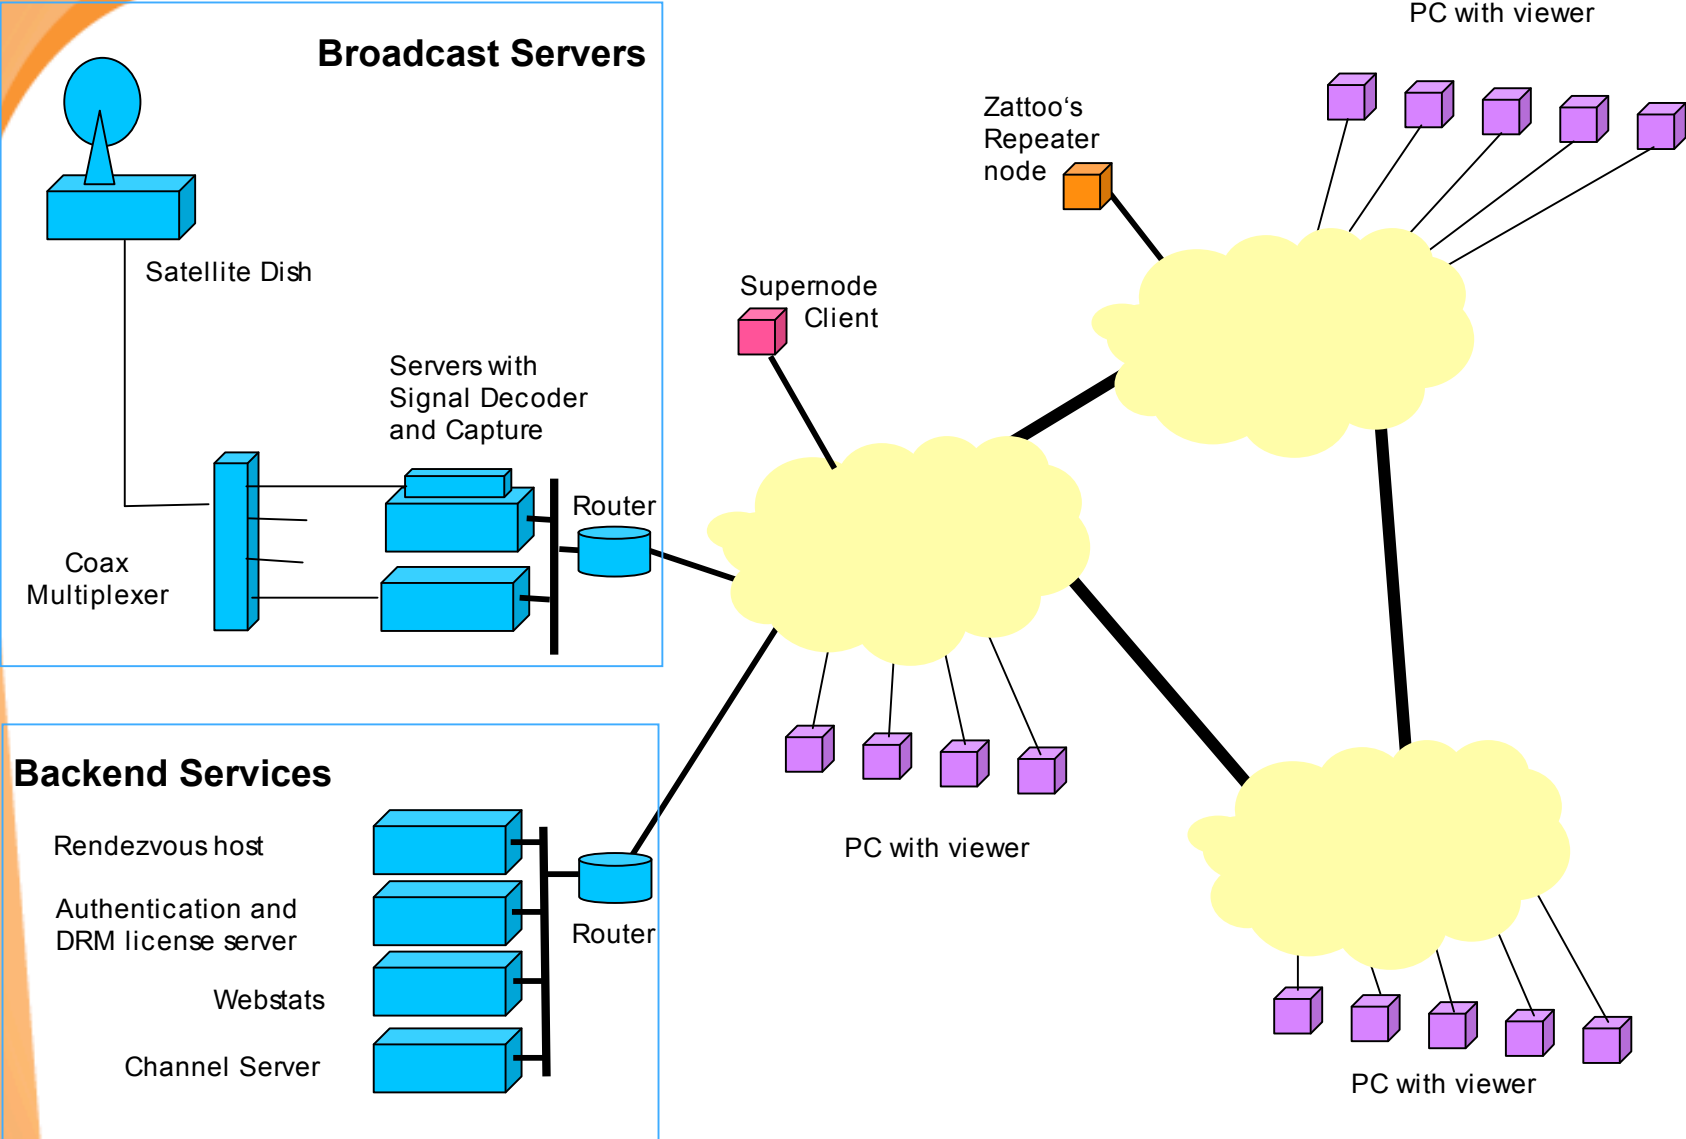 PC with viewer
Broadcast Servers
Zattoo‘s
Repeater
node
Satellite Dish
Supernode
Client
Servers with
Signal Decoder
and Capture
Router
Coax
Multiplexer
Backend Services
Rendezvous host
PC with viewer
Authentication and
DRM license server
Router
Webstats
Channel Server
PC with viewer